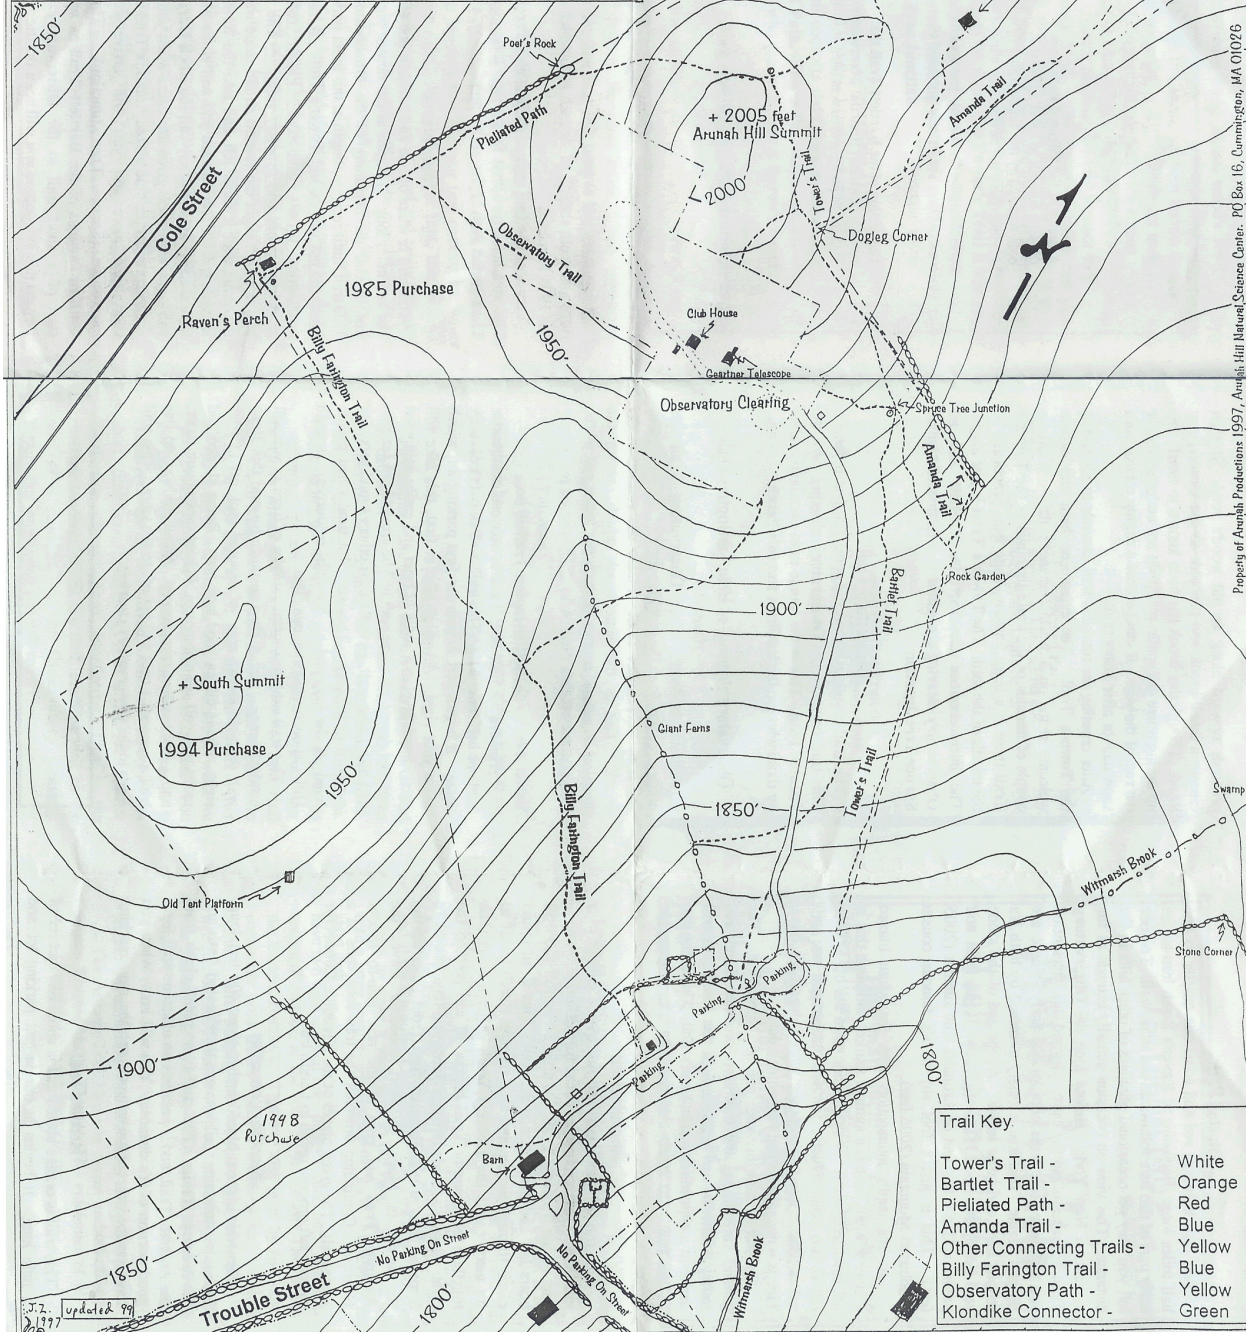 1850'
Poet's Rock
Pieliated Path
Amanda Trail
+ 2005 feet
Arunah Hill Summit
Tower's Trail
2000'
Cole Street
Observatory Trail
Dogleg Corner
1985 Purchase
Raven's Perch
Billy Farington Trail
Club House
1950'
Geartner Telescope
Observatory Clearing
Spruce Tree Junction
Amanda Trail
N
Rock Garden
Bartlet Trail
1900'
+ South Summit
1994 Purchase
1950'
Giant Ferns
Tower's Trail
1850'
Billy Farington Trail
Swamp
Witmarsh Brook
Old Tent Platform
Stone Corner
Parking
Parking
Parking
1900'
1800'
1998
Purchase
Barn
No Parking On Street
No Parking On Street
Witmarsh Brook
1850'
Trouble Street
1800'
J.Z.
1997
updated 99
Trail Key
Tower's Trail - White
Bartlet Trail - Orange
Pieliated Path - Red
Amanda Trail - Blue
Other Connecting Trails - Yellow
Billy Farington Trail - Blue
Observatory Path - Yellow
Klondike Connector - Green
Property of Arunah Productions 1997, Arunah Hill Natural Science Center. PO Box 16, Cummington, MA 01026